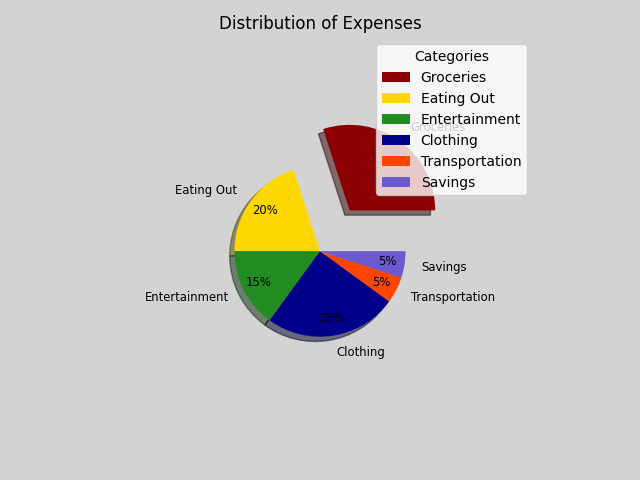 Distribution of Expenses
Categories
Groceries
Eating Out
Entertainment
Clothing
Transportation
Savings
Groceries
Eating Out
20%
Entertainment
15%
Clothing
25%
Transportation
5%
Savings
5%